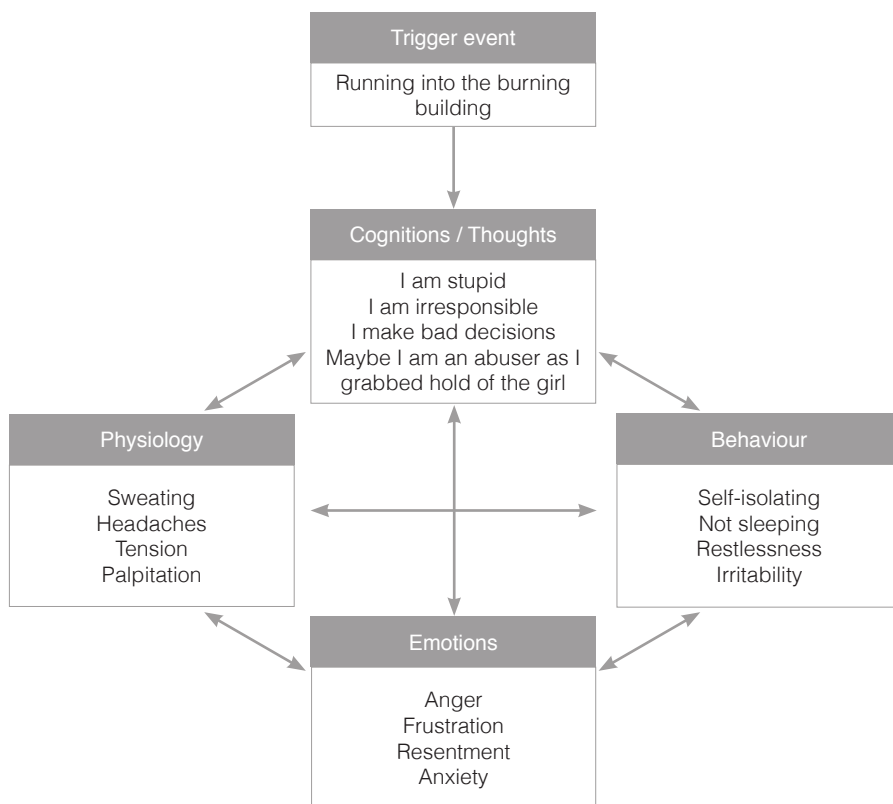 Trigger event
Running into the burning
building
Cognitions / Thoughts
I am stupid
I am irresponsible
I make bad decisions
Maybe I am an abuser as I
grabbed hold of the girl
Physiology
Sweating
Headaches
Tension
Palpitation
Behaviour
Self-isolating
Not sleeping
Restlessness
Irritability
Emotions
Anger
Frustration
Resentment
Anxiety